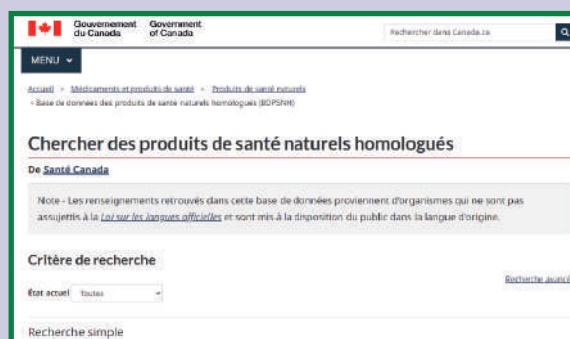 Gouvernement du Canada
Government of Canada
Rechercher dans Canada.ca
MENU
Accueil > Médicaments et produits de santé > Produits de santé naturels
> Base de données des produits de santé naturels homologués (BDPSNH)
Chercher des produits de santé naturels homologués
De Santé Canada
Note - Les renseignements retrouvés dans cette base de données proviennent d'organismes qui ne sont pas
assujettis à la Loi sur les langues officielles et sont mis à la disposition du public dans la langue d'origine.
Critère de recherche
Recherche avancé
État actuel Toutes
Recherche simple